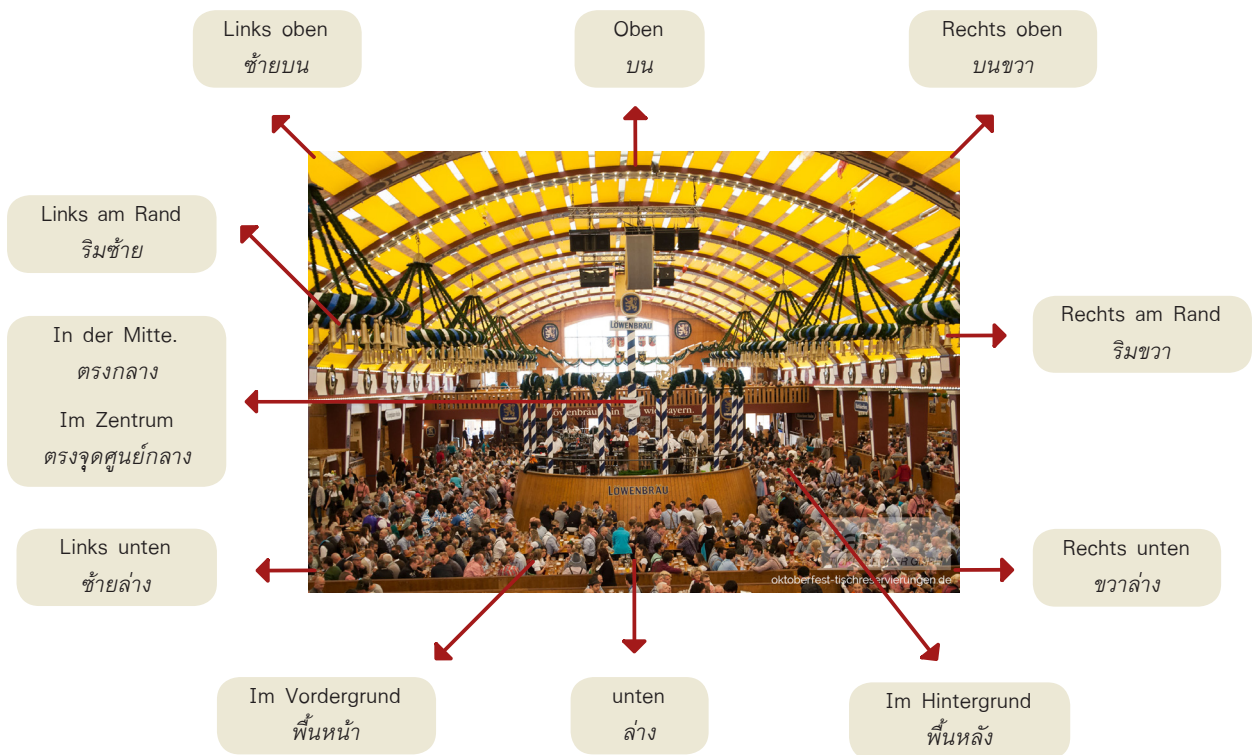 Links oben
ซ้ายบน
Oben
บน
Rechts oben
บนขวา
Links am Rand
ริมซ้าย
In der Mitte.
ตรงกลาง
Im Zentrum
ตรงจุดศูนย์กลาง
Rechts am Rand
ริมขวา
LÖWENBRÄU
wie Bayern.
LÖWENBRÄU
oktoberfest-tischreservierungen.de
Links unten
ซ้ายล่าง
Rechts unten
ขวาล่าง
Im Vordergrund
พื้นหน้า
unten
ล่าง
Im Hintergrund
พื้นหลัง